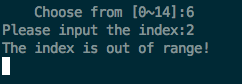 Choose from [0~14]:6
Please input the index:2
The index is out of range!